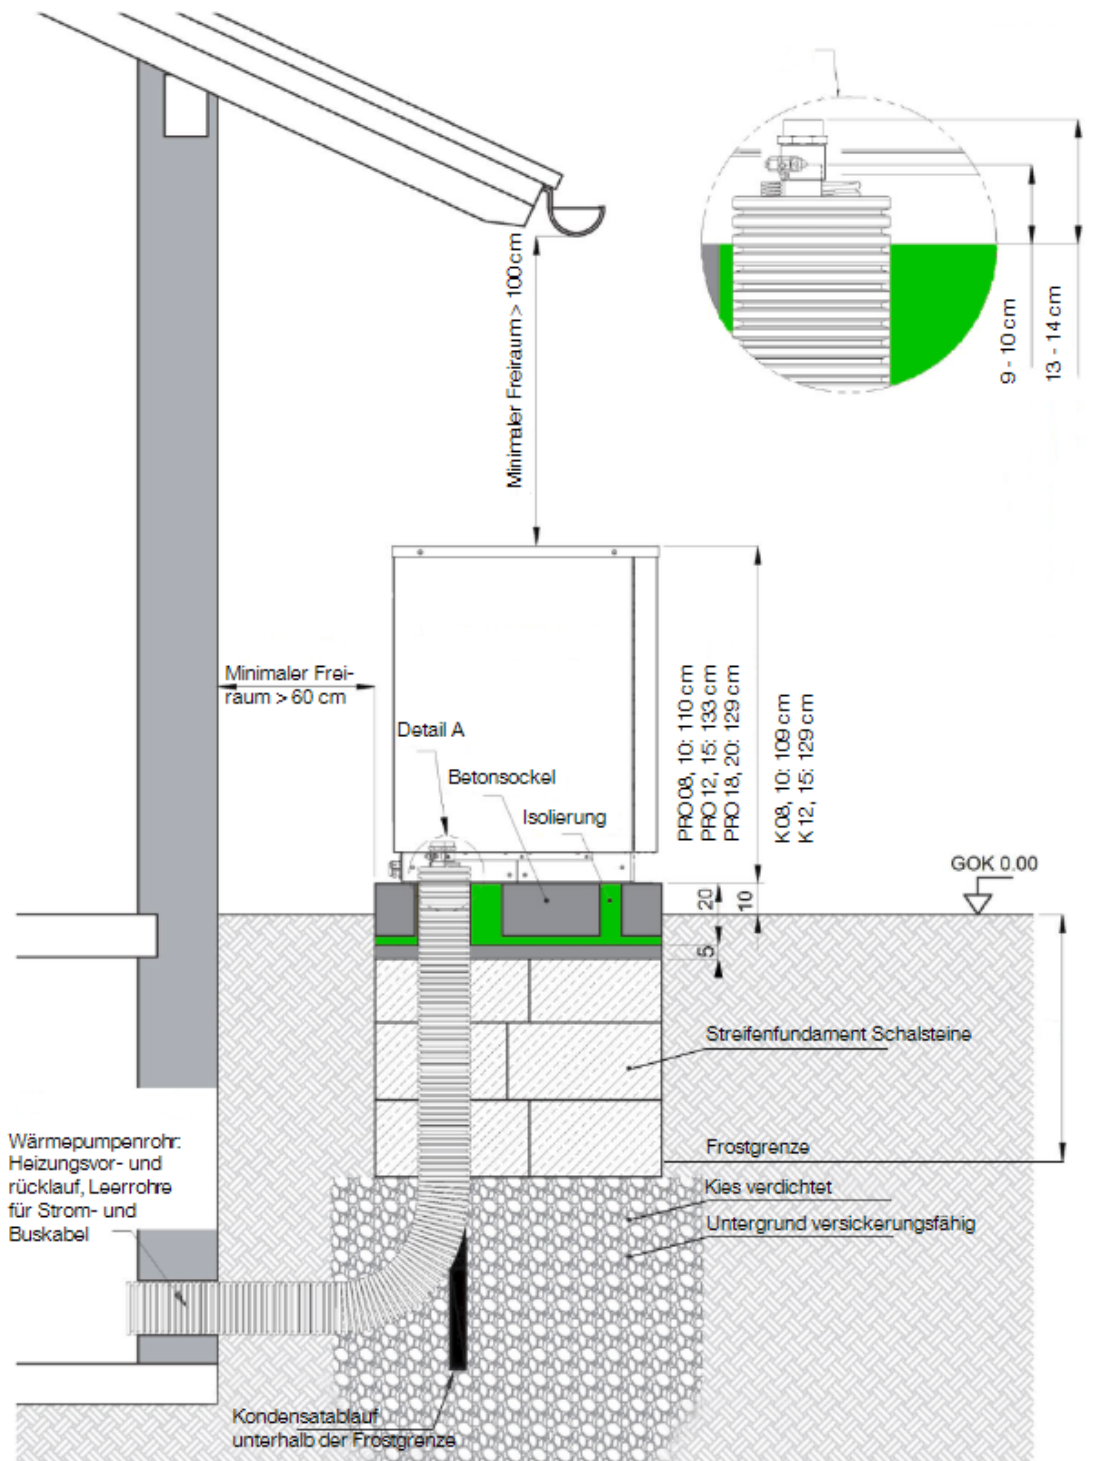 Minimaler Freiraum > 100 cm
9 - 10 cm
13 - 14 cm
Minimaler Frei-
raum > 60 cm
Detail A
Betonsockel
Isolierung
PRO 08, 10: 110 cm
PRO 12, 15: 133 cm
PRO 18, 20: 129 cm
K 08, 10: 109 cm
K 12, 15: 129 cm
GOK 0.00
20
10
5
Streifenfundament Schalsteine
Frostgrenze
Kies verdichtet
Untergrund versickerungsfähig
Wärmepumpenrohr:
Heizungsvor- und
rücklauf, Leerrohre
für Strom- und
Buskabel
Kondensatablauf
unterhalb der Frostgrenze